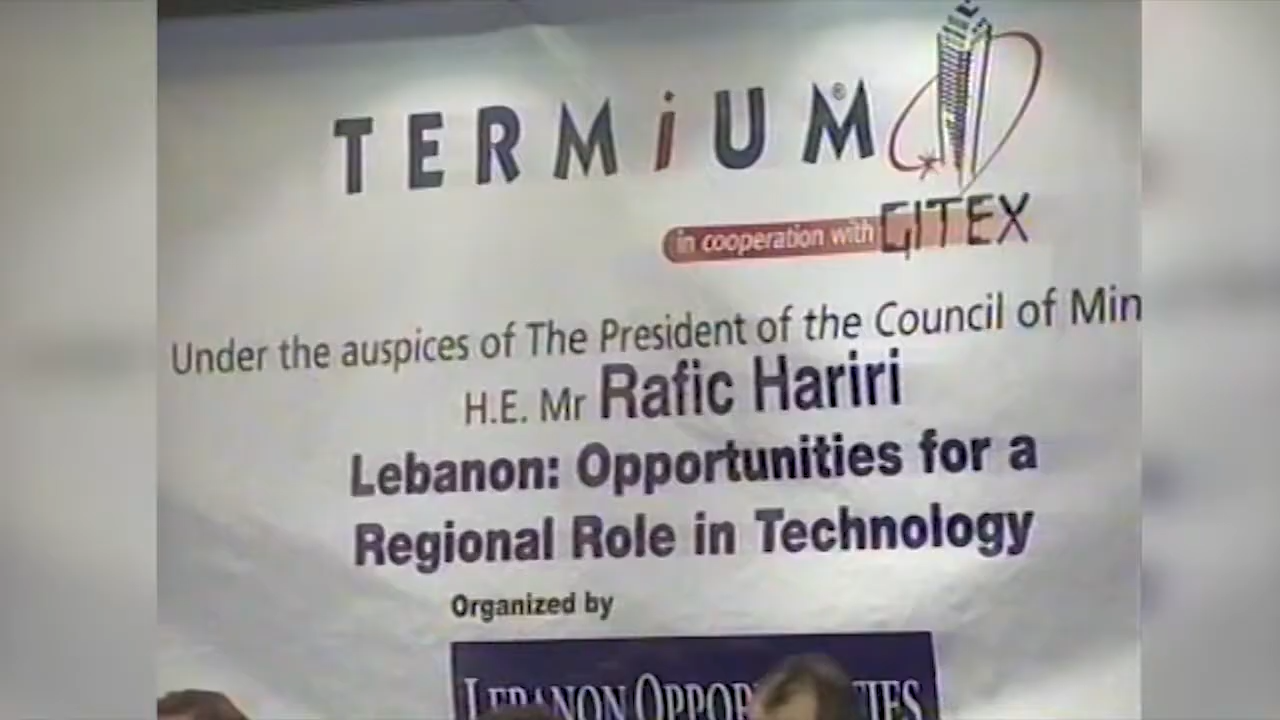 TERMiUM®
in cooperation with GITEX
Under the auspices of The President of the Council of Min
H.E. Mr Rafic Hariri
Lebanon: Opportunities for a
Regional Role in Technology
Organized by
LEBANON